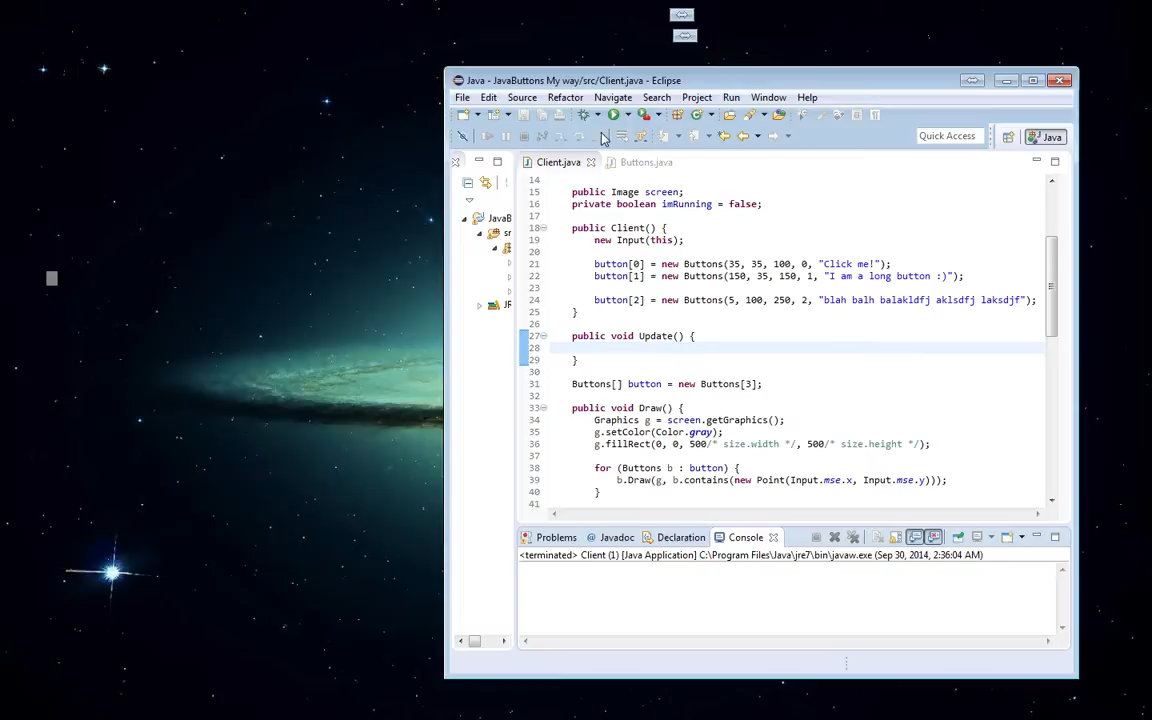 Java - JavaButtons My way/src/Client.java - Eclipse
File Edit Source Refactor Navigate Search Project Run Window Help
Quick Access
Java
Client.java
Buttons.java
14
15 public Image screen;
16 private boolean imRunning = false;
17
18 public Client() {
19 new Input(this);
20
21 button[0] = new Buttons(35, 35, 100, 0, "Click me!");
22 button[1] = new Buttons(150, 35, 150, 1, "I am a long button :)");
23
24 button[2] = new Buttons(5, 100, 250, 2, "blah balh balakldfj aklsdfj laksdjf");
25 }
26
27 public void Update() {
28
29 }
30
31 Buttons[] button = new Buttons[3];
32
33 public void Draw() {
34 Graphics g = screen.getGraphics();
35 g.setColor(Color.gray);
36 g.fillRect(0, 0, 500/* size.width */, 500/* size.height */);
37
38 for (Buttons b : button) {
39 b.Draw(g, b.contains(new Point(Input.mse.x, Input.mse.y)));
40 }
41
JavaB
sr
JR
Problems @ Javadoc Declaration Console
<terminated> Client (1) [Java Application] C:\Program Files\Java\jre7\bin\javaw.exe (Sep 30, 2014, 2:36:04 AM)